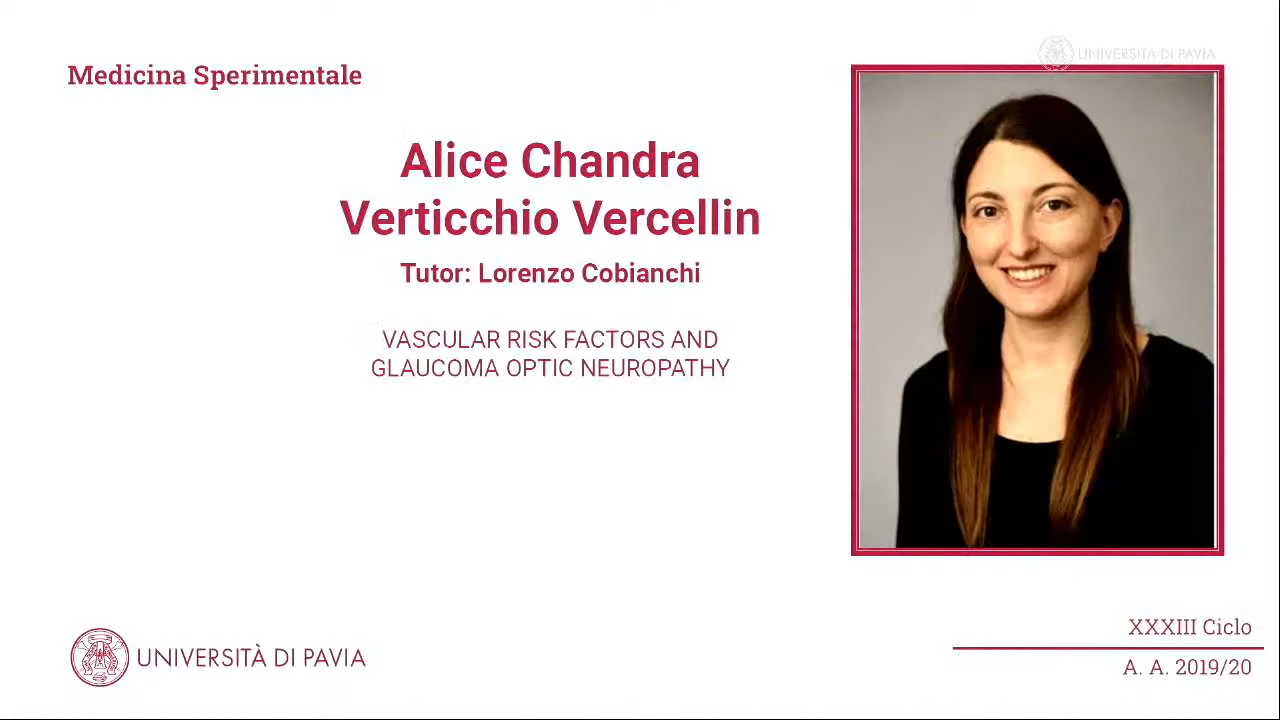 UNIVERSITÀ DI PAVIA
Medicina Sperimentale
Alice Chandra
Verticchio Vercellin
Tutor: Lorenzo Cobianchi
VASCULAR RISK FACTORS AND
GLAUCOMA OPTIC NEUROPATHY
XXXIII Ciclo
UNIVERSITÀ DI PAVIA
A. A. 2019/20